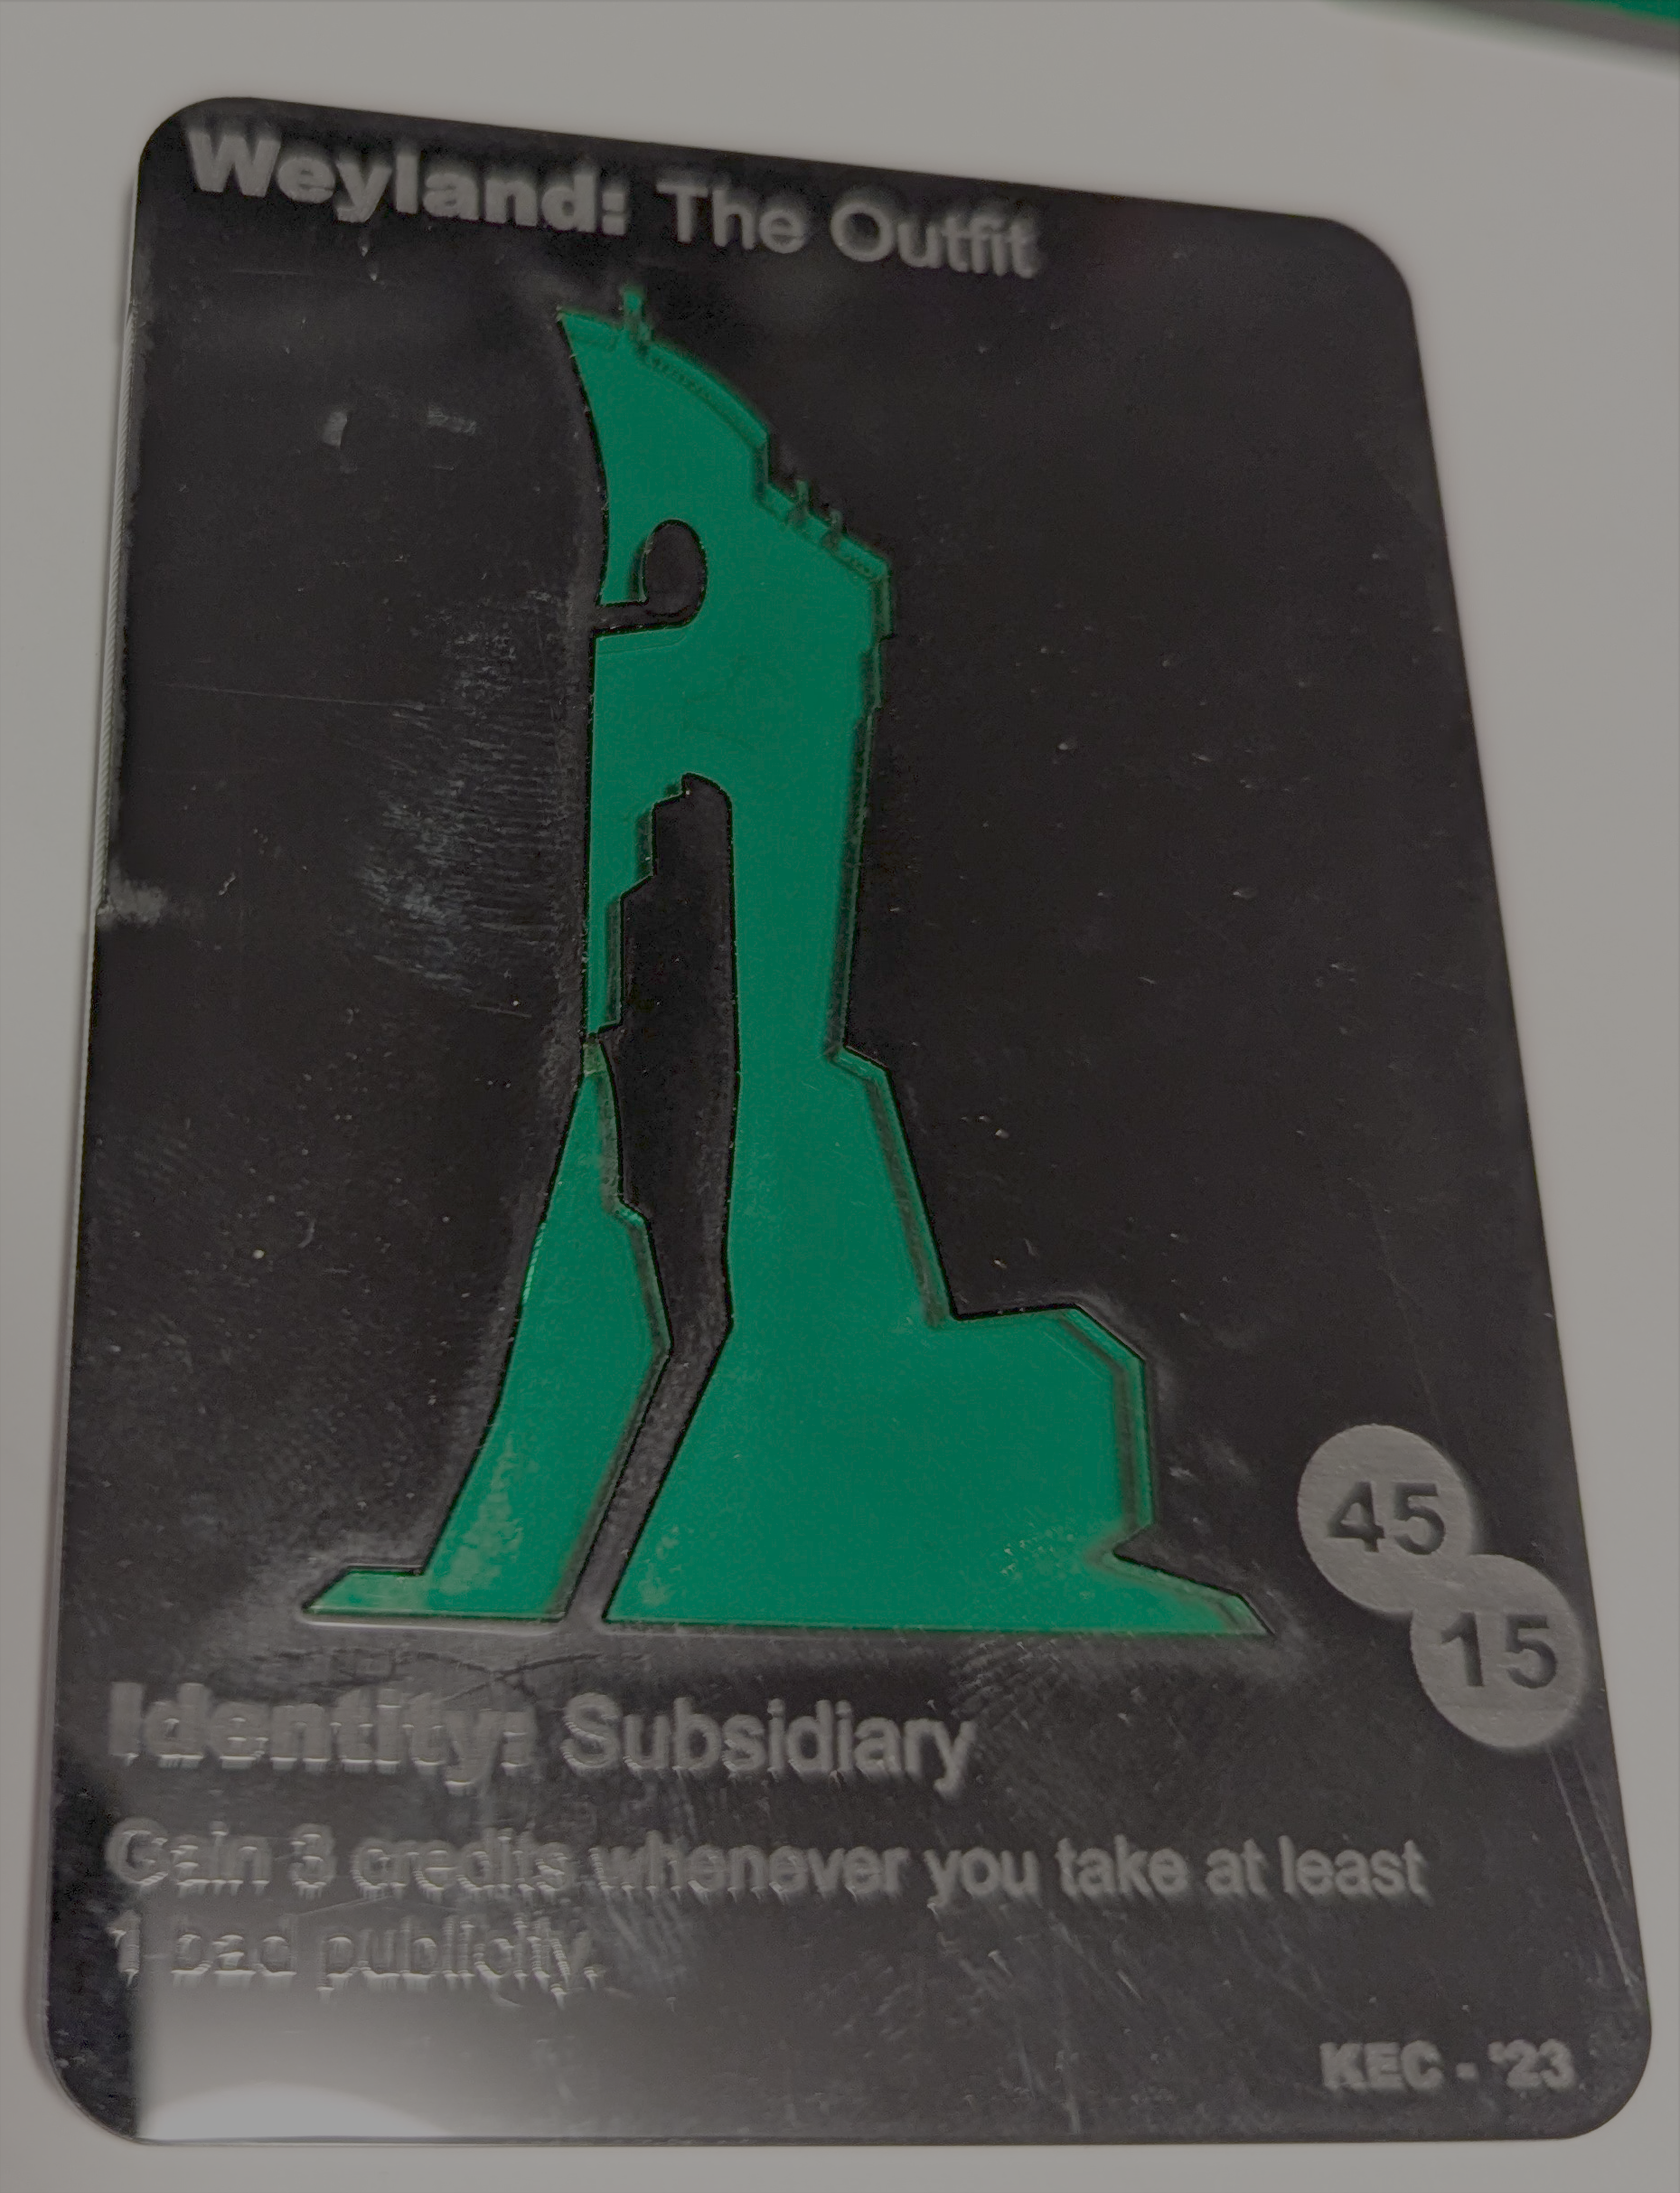 Weyland: The Outfit
45
15
Identity: Subsidiary
Gain 3 credits whenever you take at least
1 bad publicity.
KEC - '23